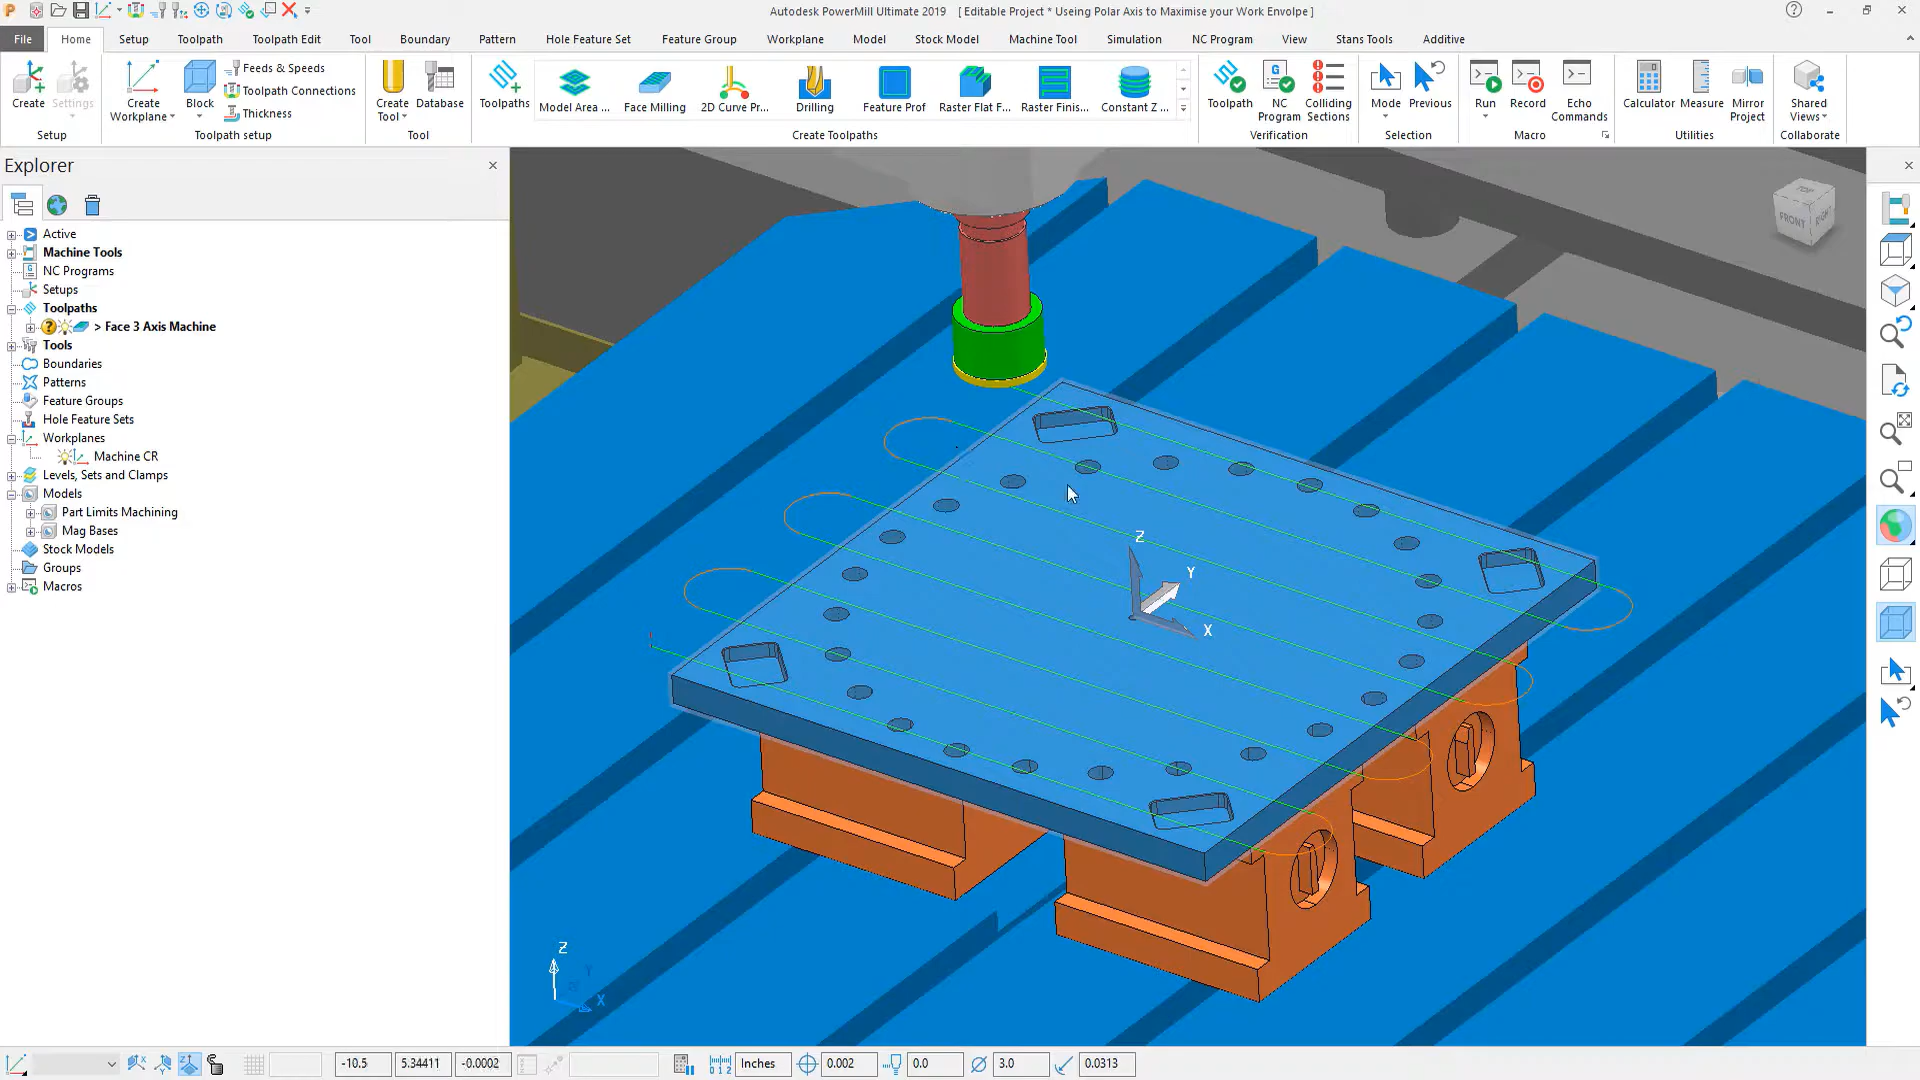 Autodesk PowerMill Ultimate 2019 [ Editable Project * Useing Polar Axis to Maximise your Work Envolpe ]
File Home Setup Toolpath Toolpath Edit Tool Boundary Pattern Hole Feature Set Feature Group Workplane Model Stock Model Machine Tool Simulation NC Program View Stans Tools Additive
Create
Settings
Setup
Create
Workplane
Block
Feeds & Speeds
Toolpath Connections
Thickness
Toolpath setup
Create
Tool
Database
Tool
Toolpaths
Model Area ...
Face Milling
2D Curve Pr...
Drilling
Feature Prof
Raster Flat F...
Raster Finis...
Constant Z ...
Create Toolpaths
Toolpath
NC
Program
Colliding
Sections
Verification
Mode
Previous
Selection
Run
Record
Echo
Commands
Macro
Calculator
Measure
Mirror
Project
Utilities
Shared
Views
Collaborate
Explorer
Active
Machine Tools
NC Programs
Setups
Toolpaths
> Face 3 Axis Machine
Tools
Boundaries
Patterns
Feature Groups
Hole Feature Sets
Workplanes
Machine CR
Levels, Sets and Clamps
Models
Part Limits Machining
Mag Bases
Stock Models
Groups
Macros
TOP
FRONT
RIGHT
Z
Y
X
Z
Y
X
-10.5 5.34411 -0.0002 Inches 0.002 0.0 3.0 0.0313